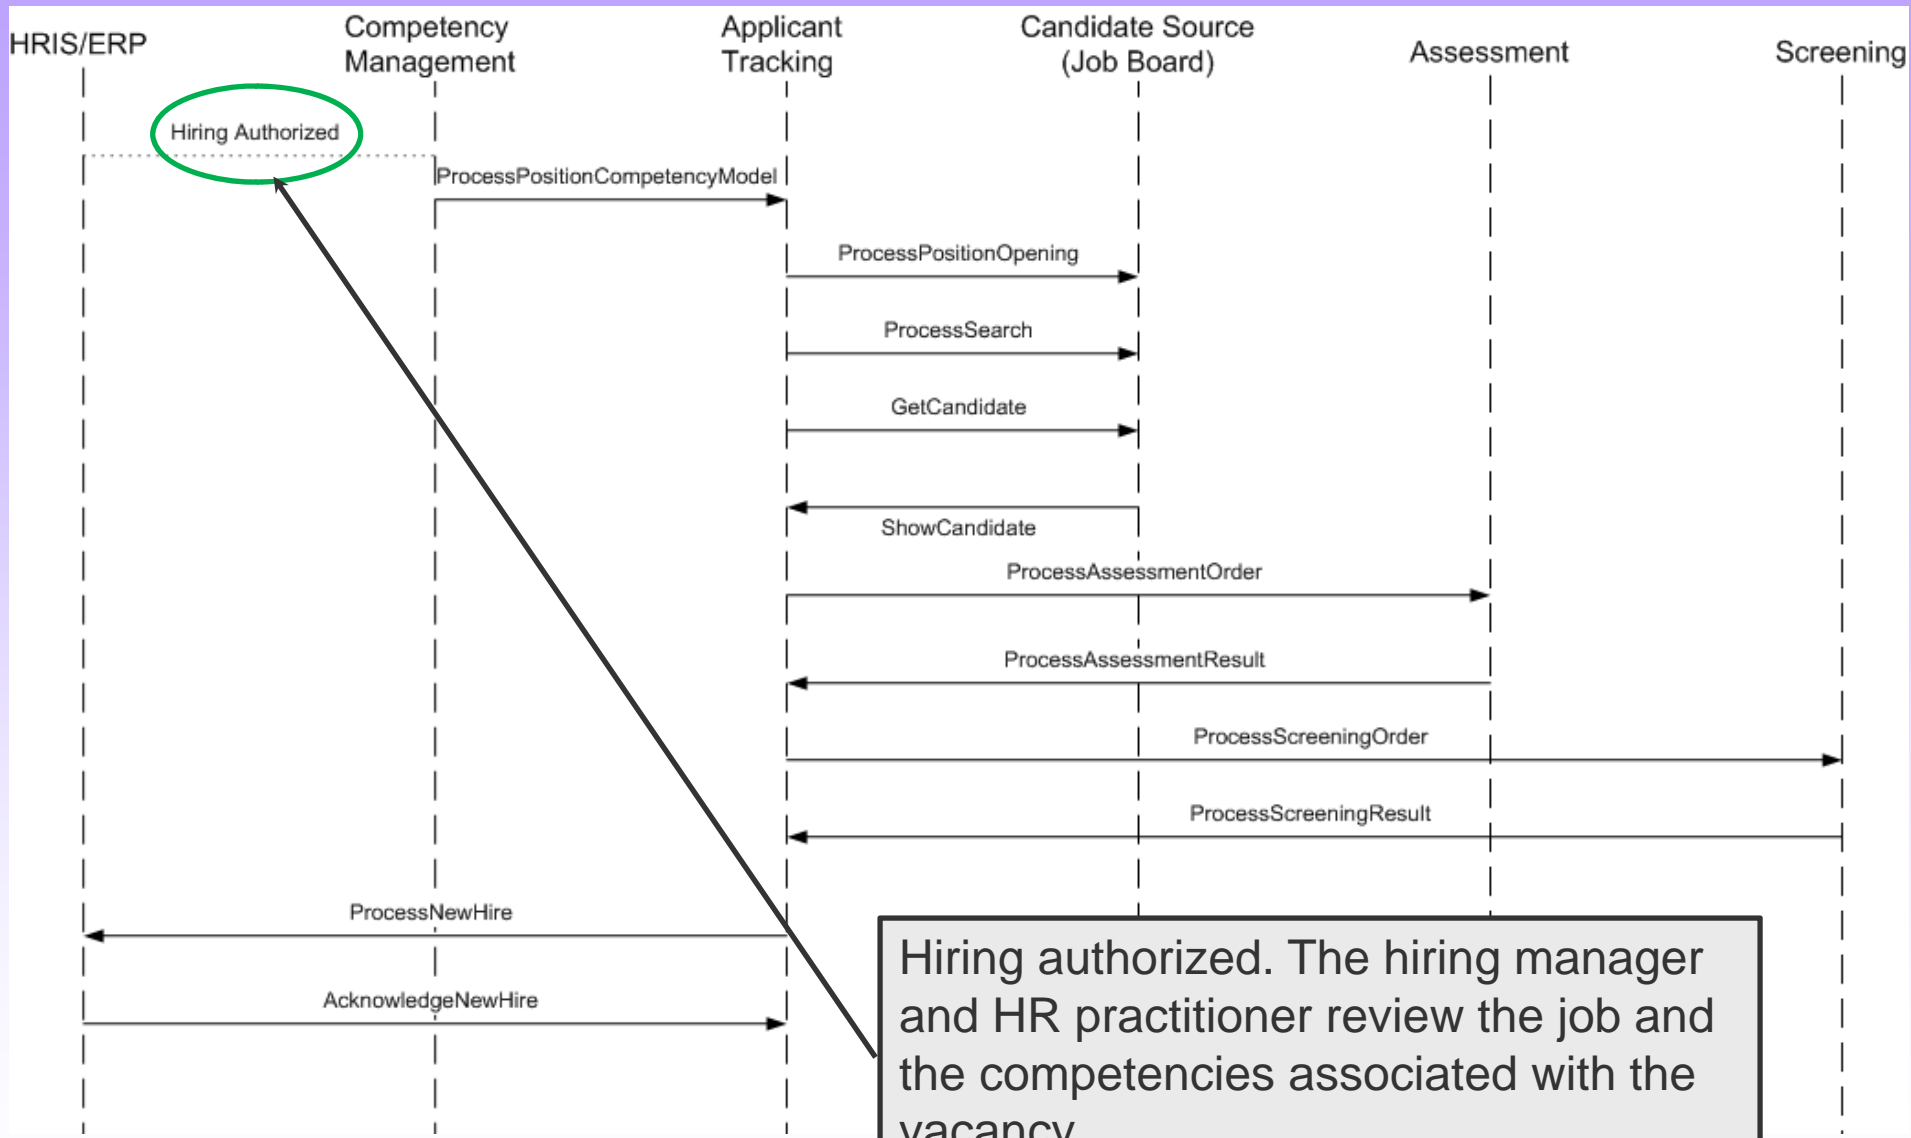 HRIS/ERP
Competency
Management
Applicant
Tracking
Candidate Source
(Job Board)
Assessment
Screening
Hiring Authorized
ProcessPositionCompetencyModel
ProcessPositionOpening
ProcessSearch
GetCandidate
ShowCandidate
ProcessAssessmentOrder
ProcessAssessmentResult
ProcessScreeningOrder
ProcessScreeningResult
ProcessNewHire
AcknowledgeNewHire
Hiring authorized. The hiring manager
and HR practitioner review the job and
the competencies associated with the
vacancy